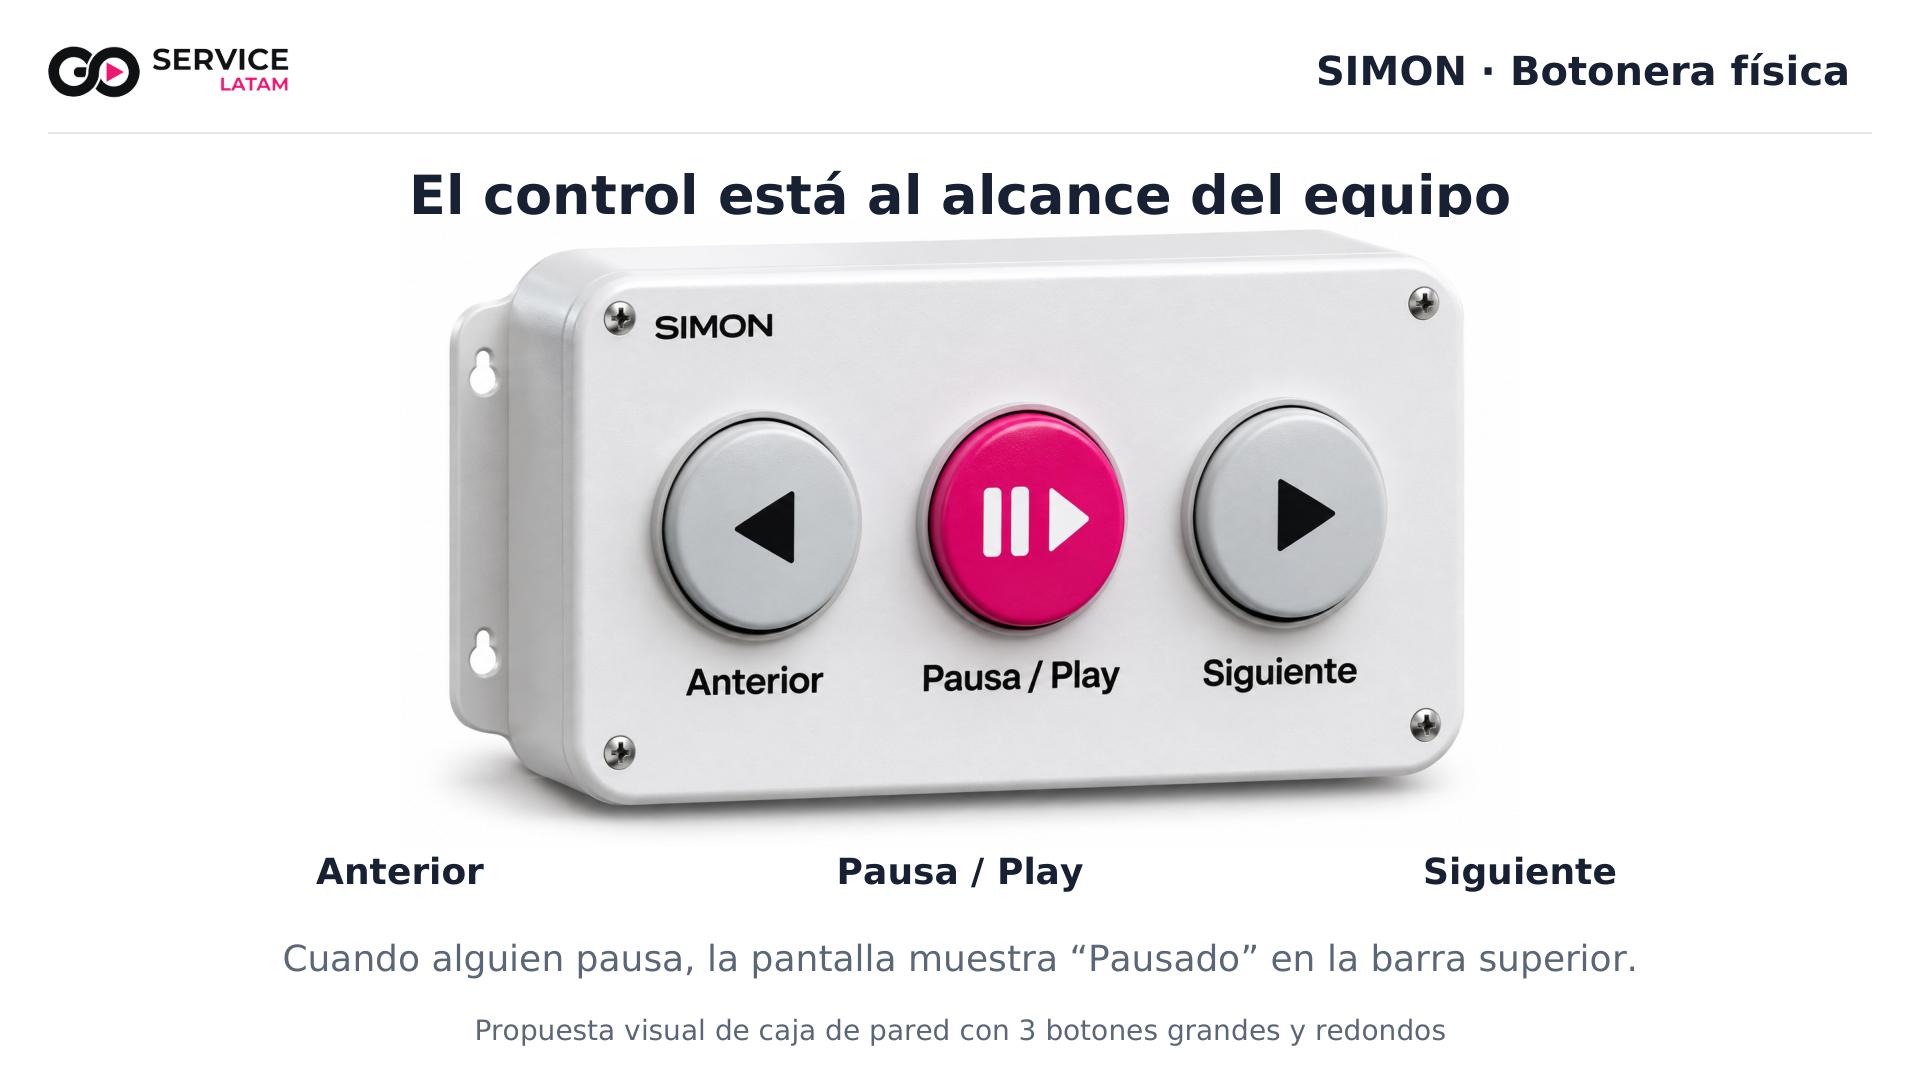 GO SERVICE
LATAM
SIMON · Botonera física
El control está al alcance del equipo
SIMON
Anterior
Pausa / Play
Siguiente
Anterior
Pausa / Play
Siguiente
Cuando alguien pausa, la pantalla muestra “Pausado” en la barra superior.
Propuesta visual de caja de pared con 3 botones grandes y redondos